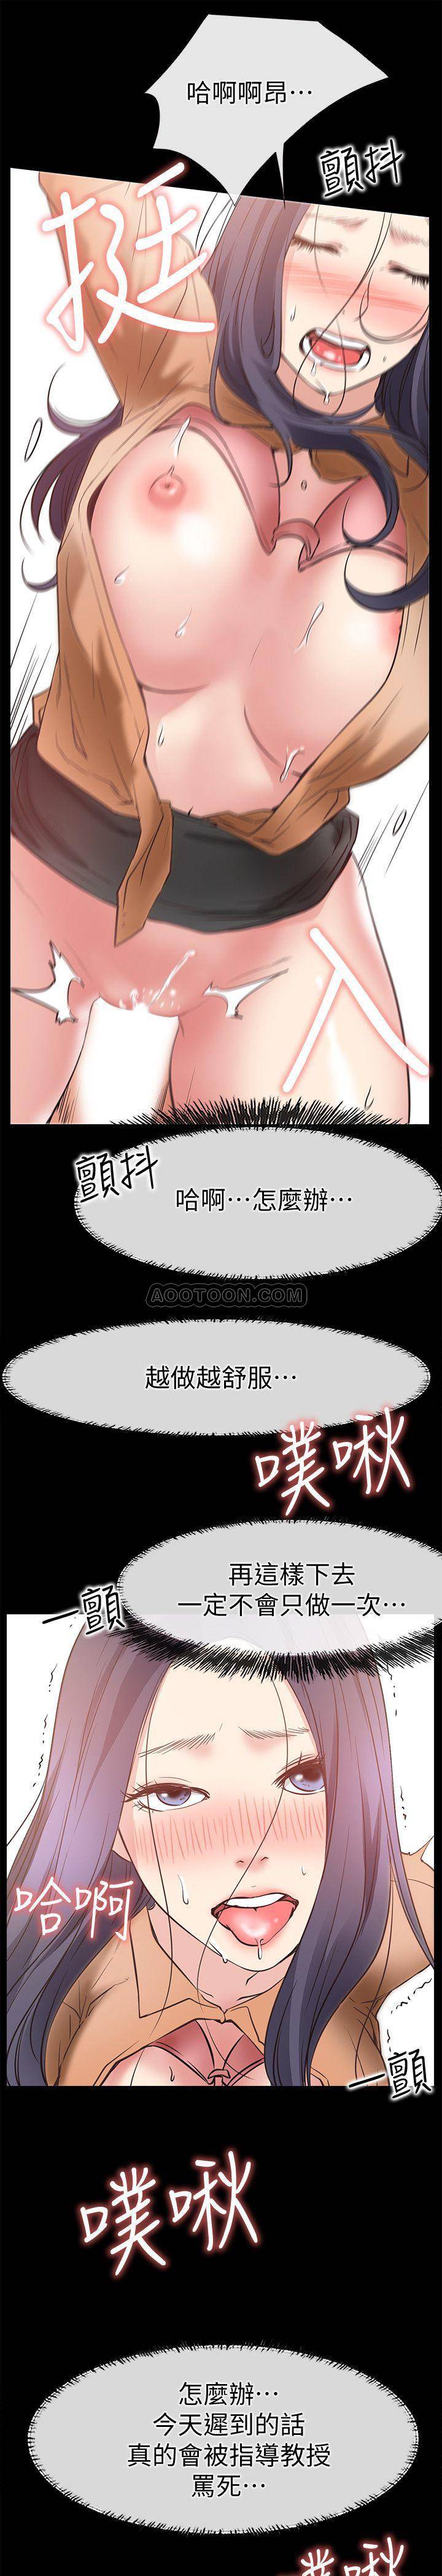 哈啊啊昂…
顫抖
挺
入
顫抖
哈啊…怎麼辦…
AOOTOON.COM
越做越舒服…
噗啾
再這樣下去
一定不會只做一次…
一顫
哈啊
一顫
噗啾
怎麼辦…
今天遲到的話
真的會被指導教授
罵死…